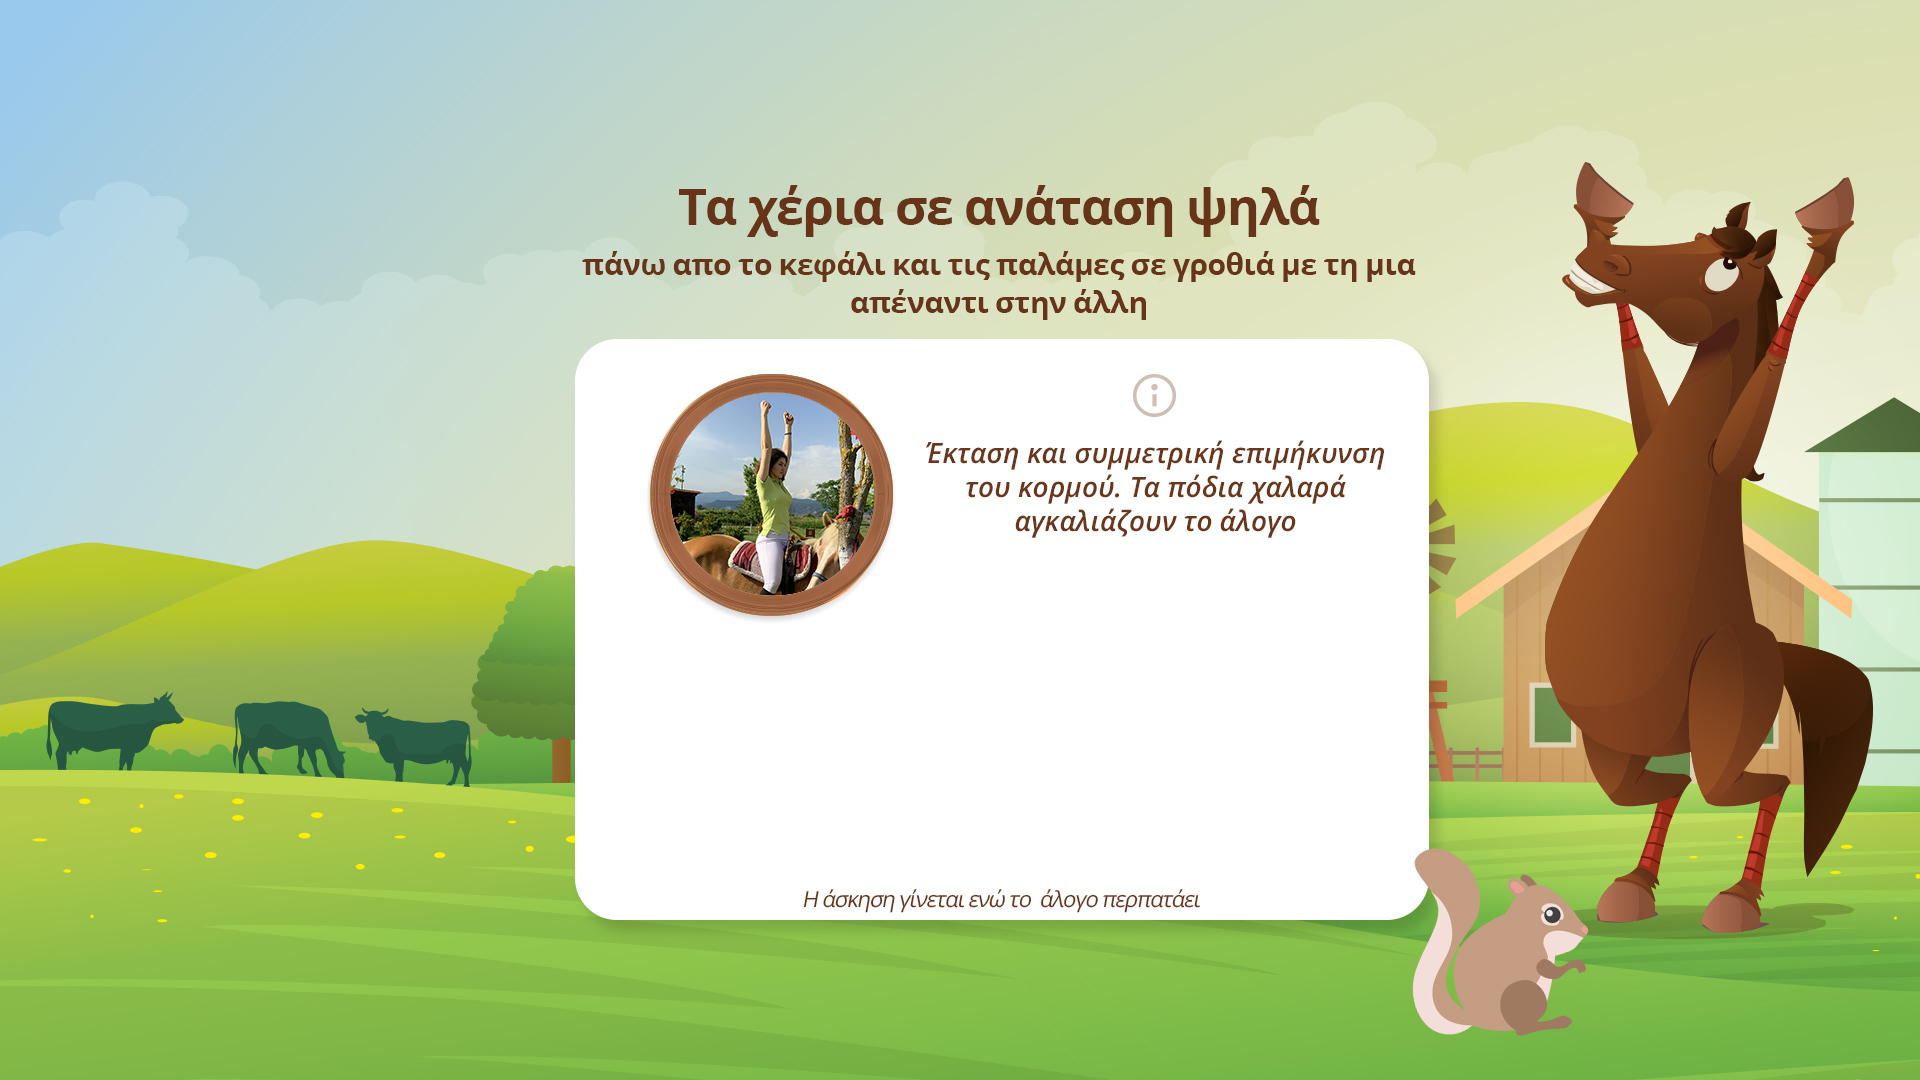 Τα χέρια σε ανάταση ψηλά
πάνω απο το κεφάλι και τις παλάμες σε γροθιά με τη μια
απέναντι στην άλλη
Έκταση και συμμετρική επιμήκυνση
του κορμού. Τα πόδια χαλαρά
αγκαλιάζουν το άλογο
Η άσκηση γίνεται ενώ το άλογο περπατάει